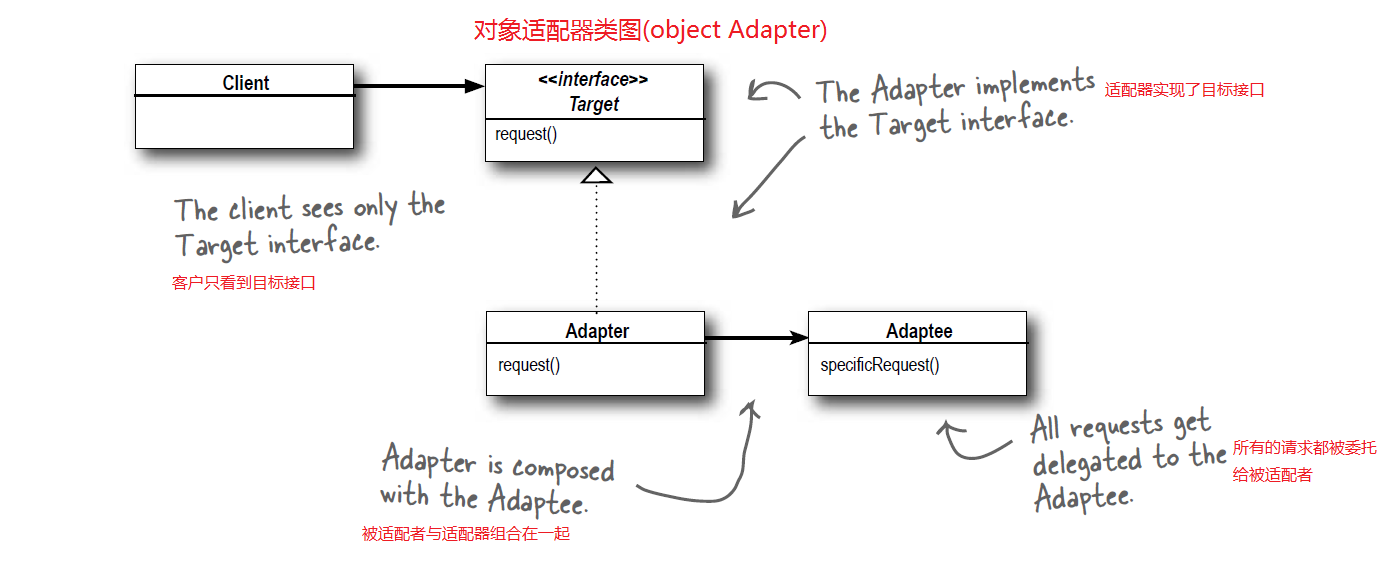 对象适配器类图(object Adapter)
Client
<<interface>>
Target
request()
The Adapter implements
the Target interface.
适配器实现了目标接口
The client sees only the
Target interface.
客户只看到目标接口
Adapter
request()
Adaptee
specificRequest()
Adapter is composed
with the Adaptee.
被适配者与适配器组合在一起
All requests get
delegated to the
Adaptee.
所有的请求都被委托
给被适配者